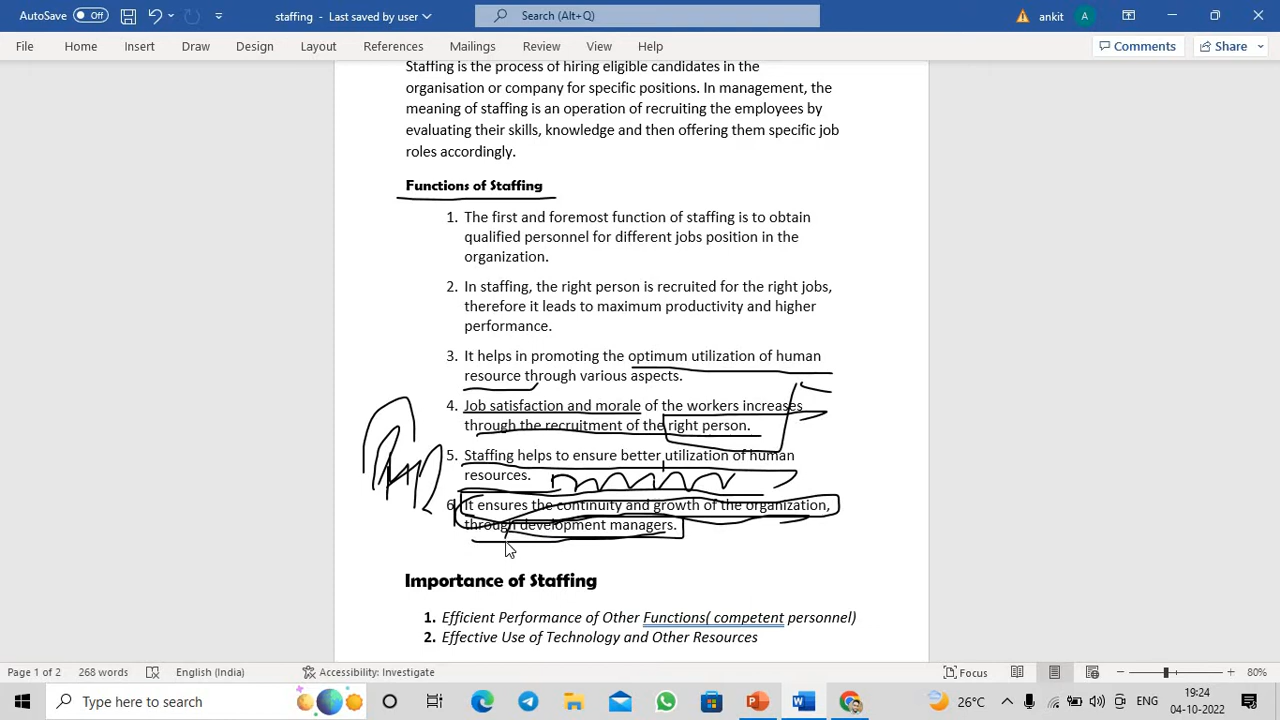 AutoSave Off staffing - Last saved by user Search (Alt+Q) ankit A
File Home Insert Draw Design Layout References Mailings Review View Help Comments Share
Staffing is the process of hiring eligible candidates in the
organisation or company for specific positions. In management, the
meaning of staffing is an operation of recruiting the employees by
evaluating their skills, knowledge and then offering them specific job
roles accordingly.
Functions of Staffing
1. The first and foremost function of staffing is to obtain
qualified personnel for different jobs position in the
organization.
2. In staffing, the right person is recruited for the right jobs,
therefore it leads to maximum productivity and higher
performance.
3. It helps in promoting the optimum utilization of human
resource through various aspects.
4. Job satisfaction and morale of the workers increases
through the recruitment of the right person.
5. Staffing helps to ensure better utilization of human
resources.
6. It ensures the continuity and growth of the organization,
through development managers.
Importance of Staffing
1. Efficient Performance of Other Functions( competent personnel)
2. Effective Use of Technology and Other Resources
Page 1 of 2 268 words English (India) Accessibility: Investigate Focus 80%
Type here to search 26°C ENG 19:24
04-10-2022